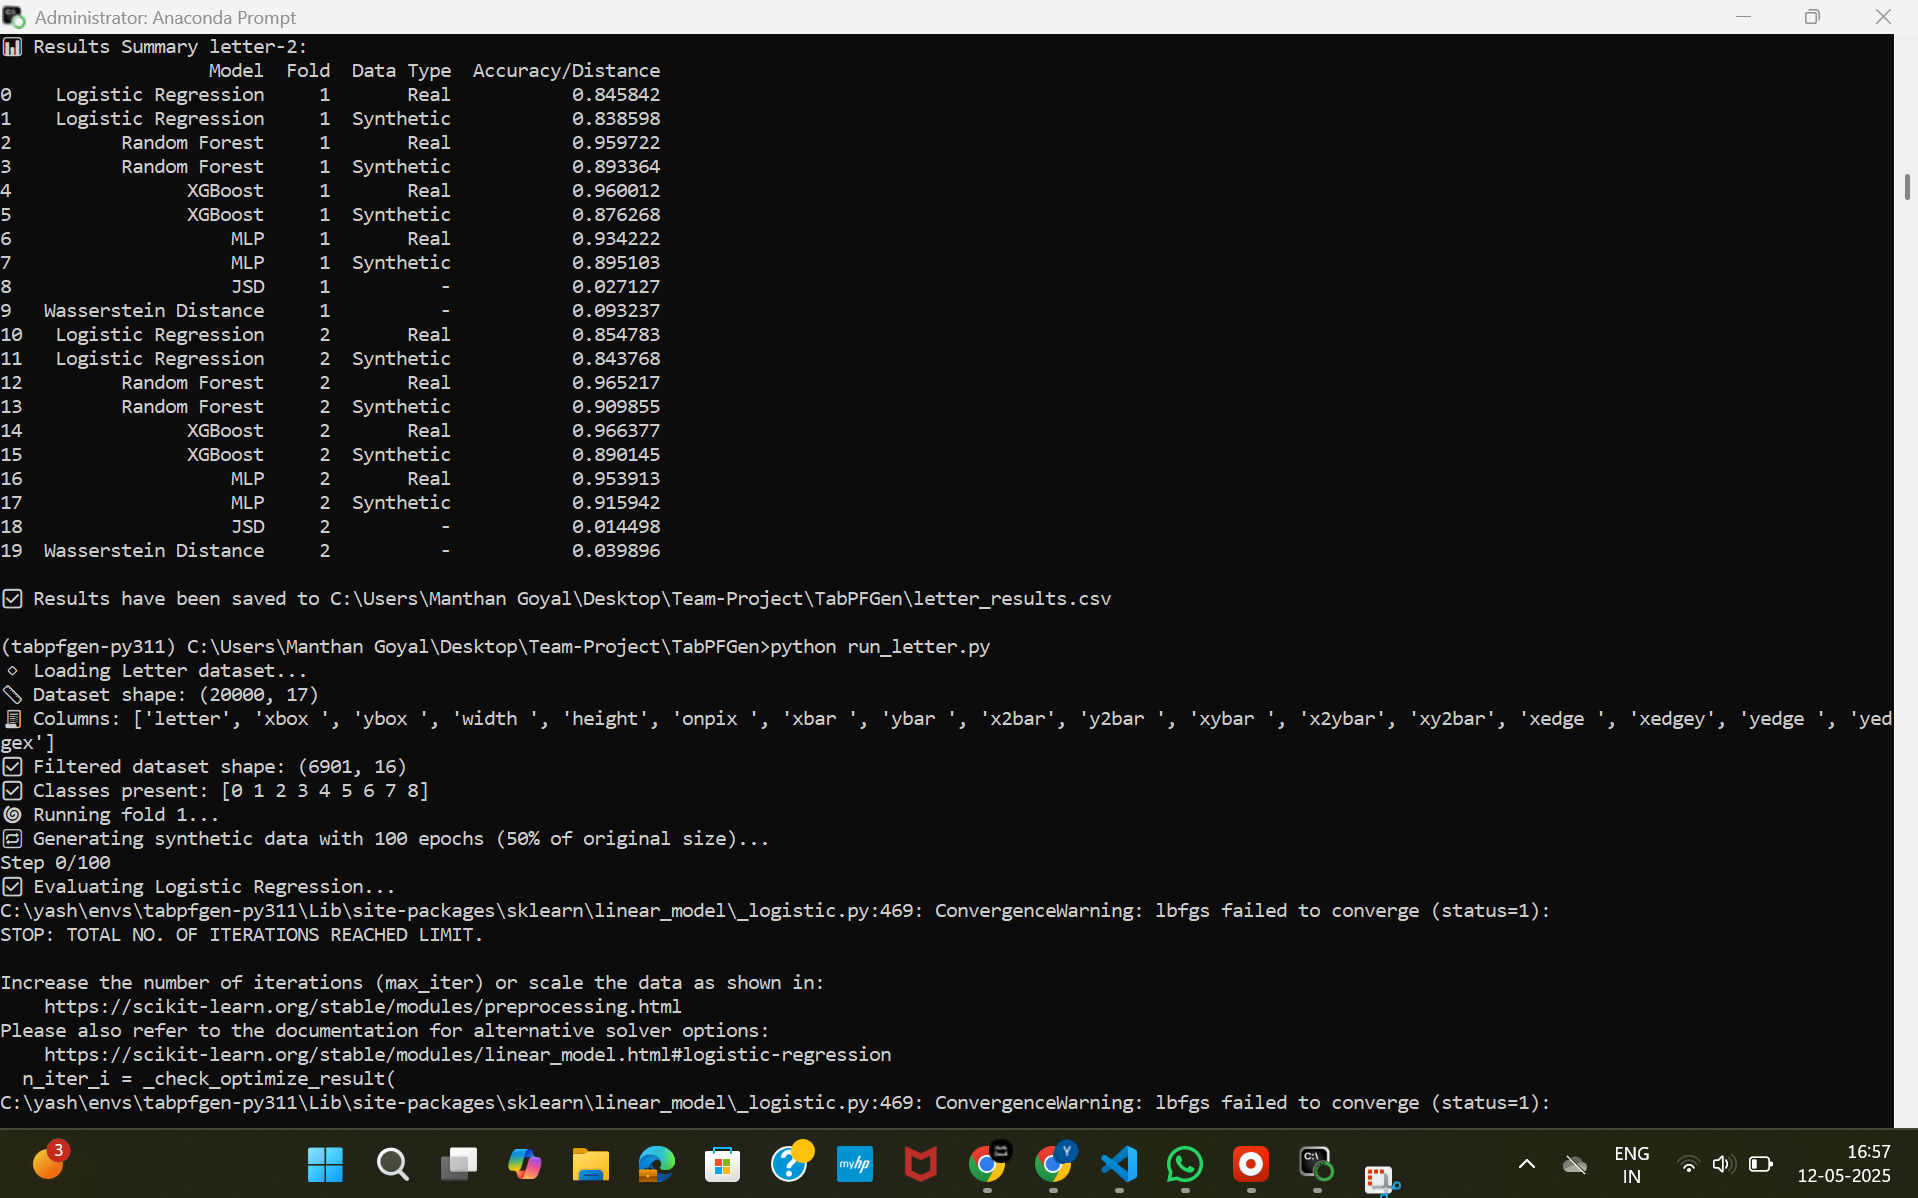 Administrator: Anaconda Prompt
Results Summary letter-2:
Model Fold Data Type Accuracy/Distance
0 Logistic Regression 1 Real 0.845842
1 Logistic Regression 1 Synthetic 0.838598
2 Random Forest 1 Real 0.959722
3 Random Forest 1 Synthetic 0.893364
4 XGBoost 1 Real 0.960012
5 XGBoost 1 Synthetic 0.876268
6 MLP 1 Real 0.934222
7 MLP 1 Synthetic 0.895103
8 JSD 1 - 0.027127
9 Wasserstein Distance 1 - 0.093237
10 Logistic Regression 2 Real 0.854783
11 Logistic Regression 2 Synthetic 0.843768
12 Random Forest 2 Real 0.965217
13 Random Forest 2 Synthetic 0.909855
14 XGBoost 2 Real 0.966377
15 XGBoost 2 Synthetic 0.890145
16 MLP 2 Real 0.953913
17 MLP 2 Synthetic 0.915942
18 JSD 2 - 0.014498
19 Wasserstein Distance 2 - 0.039896
Results have been saved to C:\Users\Manthan Goyal\Desktop\Team-Project\TabPFGen\letter_results.csv
(tabpfgen-py311) C:\Users\Manthan Goyal\Desktop\Team-Project\TabPFGen>python run_letter.py
Loading Letter dataset...
Dataset shape: (20000, 17)
Columns: ['letter', 'xbox ', 'ybox ', 'width ', 'height', 'onpix ', 'xbar ', 'ybar ', 'x2bar', 'y2bar ', 'xybar ', 'x2ybar', 'xy2bar', 'xedge ', 'xedgey', 'yedge ', 'yed
gex']
Filtered dataset shape: (6901, 16)
Classes present: [0 1 2 3 4 5 6 7 8]
Running fold 1...
Generating synthetic data with 100 epochs (50% of original size)...
Step 0/100
Evaluating Logistic Regression...
C:\yash\envs\tabpfgen-py311\Lib\site-packages\sklearn\linear_model\_logistic.py:469: ConvergenceWarning: lbfgs failed to converge (status=1):
STOP: TOTAL NO. OF ITERATIONS REACHED LIMIT.
Increase the number of iterations (max_iter) or scale the data as shown in:
https://scikit-learn.org/stable/modules/preprocessing.html
Please also refer to the documentation for alternative solver options:
https://scikit-learn.org/stable/modules/linear_model.html#logistic-regression
n_iter_i = _check_optimize_result(
C:\yash\envs\tabpfgen-py311\Lib\site-packages\sklearn\linear_model\_logistic.py:469: ConvergenceWarning: lbfgs failed to converge (status=1):
3
myhp
Y
C:\
ENG
IN
16:57
12-05-2025